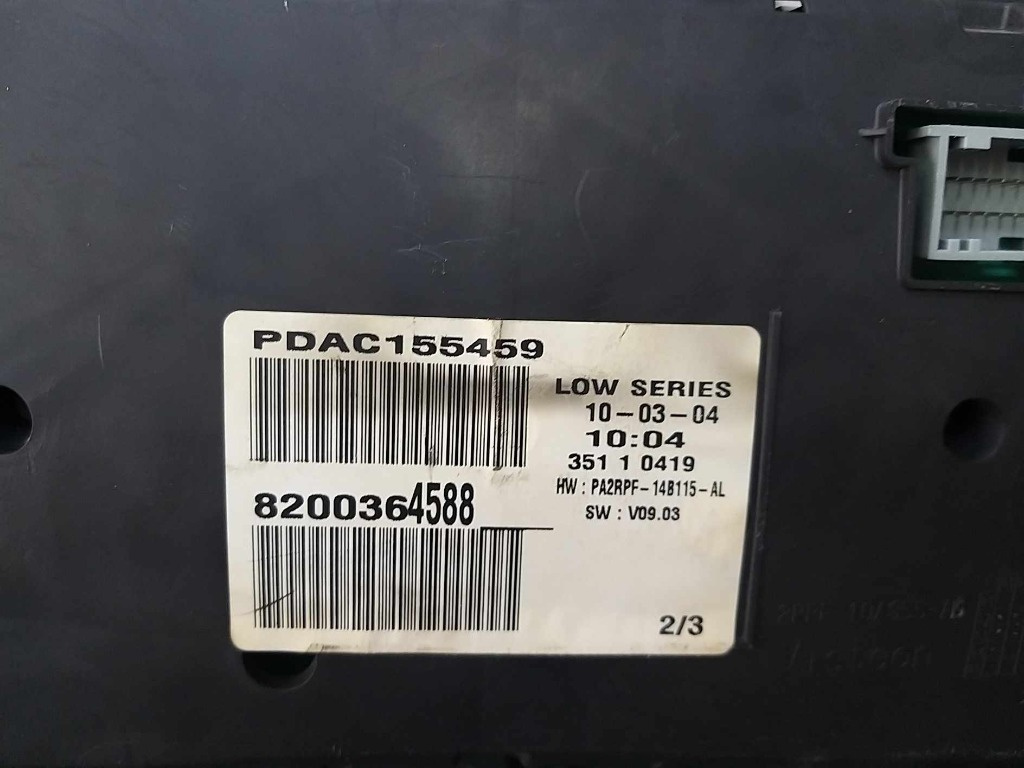 PDAC155459
LOW SERIES
10-03-04
10:04
351 1 0419
HW : PA2RPF-14B115-AL
SW : V09.03
8200364588
2/3